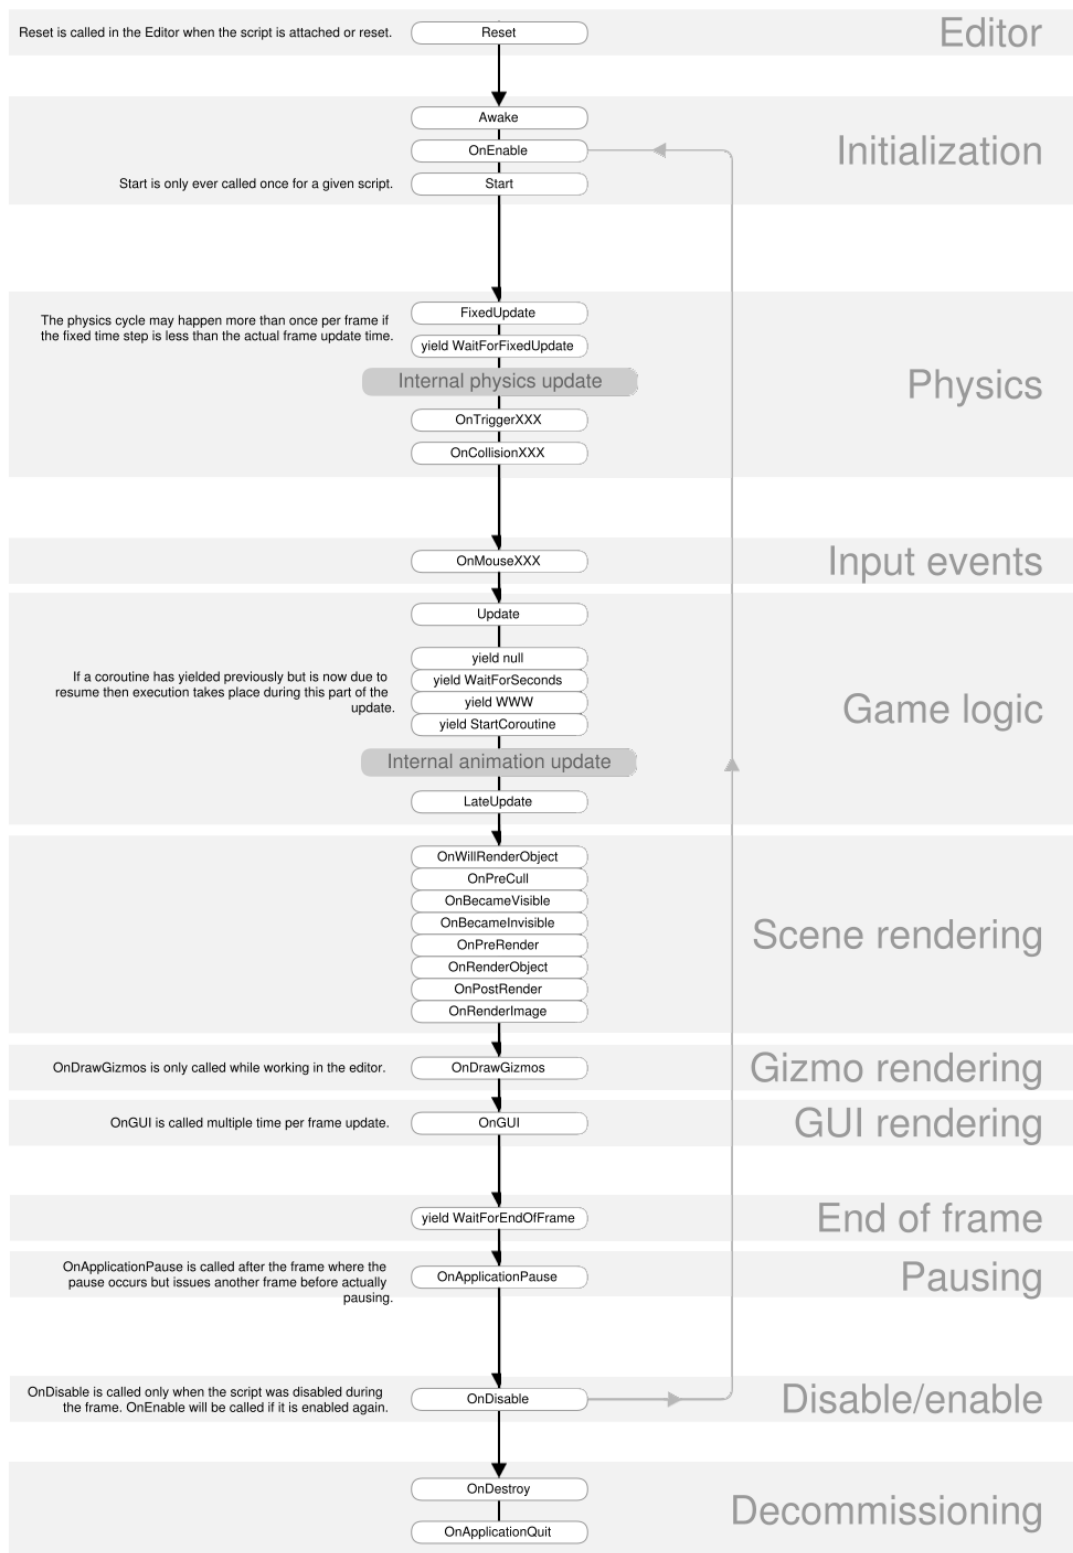 Reset is called in the Editor when the script is attached or reset.
Reset
Editor
Awake
OnEnable
Initialization
Start is only ever called once for a given script.
Start
The physics cycle may happen more than once per frame if
the fixed time step is less than the actual frame update time.
FixedUpdate
yield WaitForFixedUpdate
Internal physics update
Physics
OnTriggerXXX
OnCollisionXXX
OnMouseXXX
Input events
Update
If a coroutine has yielded previously but is now due to
resume then execution takes place during this part of the
update.
yield null
yield WaitForSeconds
yield WWW
yield StartCoroutine
Game logic
Internal animation update
LateUpdate
OnWillRenderObject
OnPreCull
OnBecameVisible
OnBecameInvisible
OnPreRender
OnRenderObject
OnPostRender
OnRenderImage
Scene rendering
OnDrawGizmos is only called while working in the editor.
OnDrawGizmos
Gizmo rendering
OnGUI is called multiple time per frame update.
OnGUI
GUI rendering
yield WaitForEndOfFrame
End of frame
OnApplicationPause is called after the frame where the
pause occurs but issues another frame before actually
pausing.
OnApplicationPause
Pausing
OnDisable is called only when the script was disabled during
the frame. OnEnable will be called if it is enabled again.
OnDisable
Disable/enable
OnDestroy
OnApplicationQuit
Decommissioning